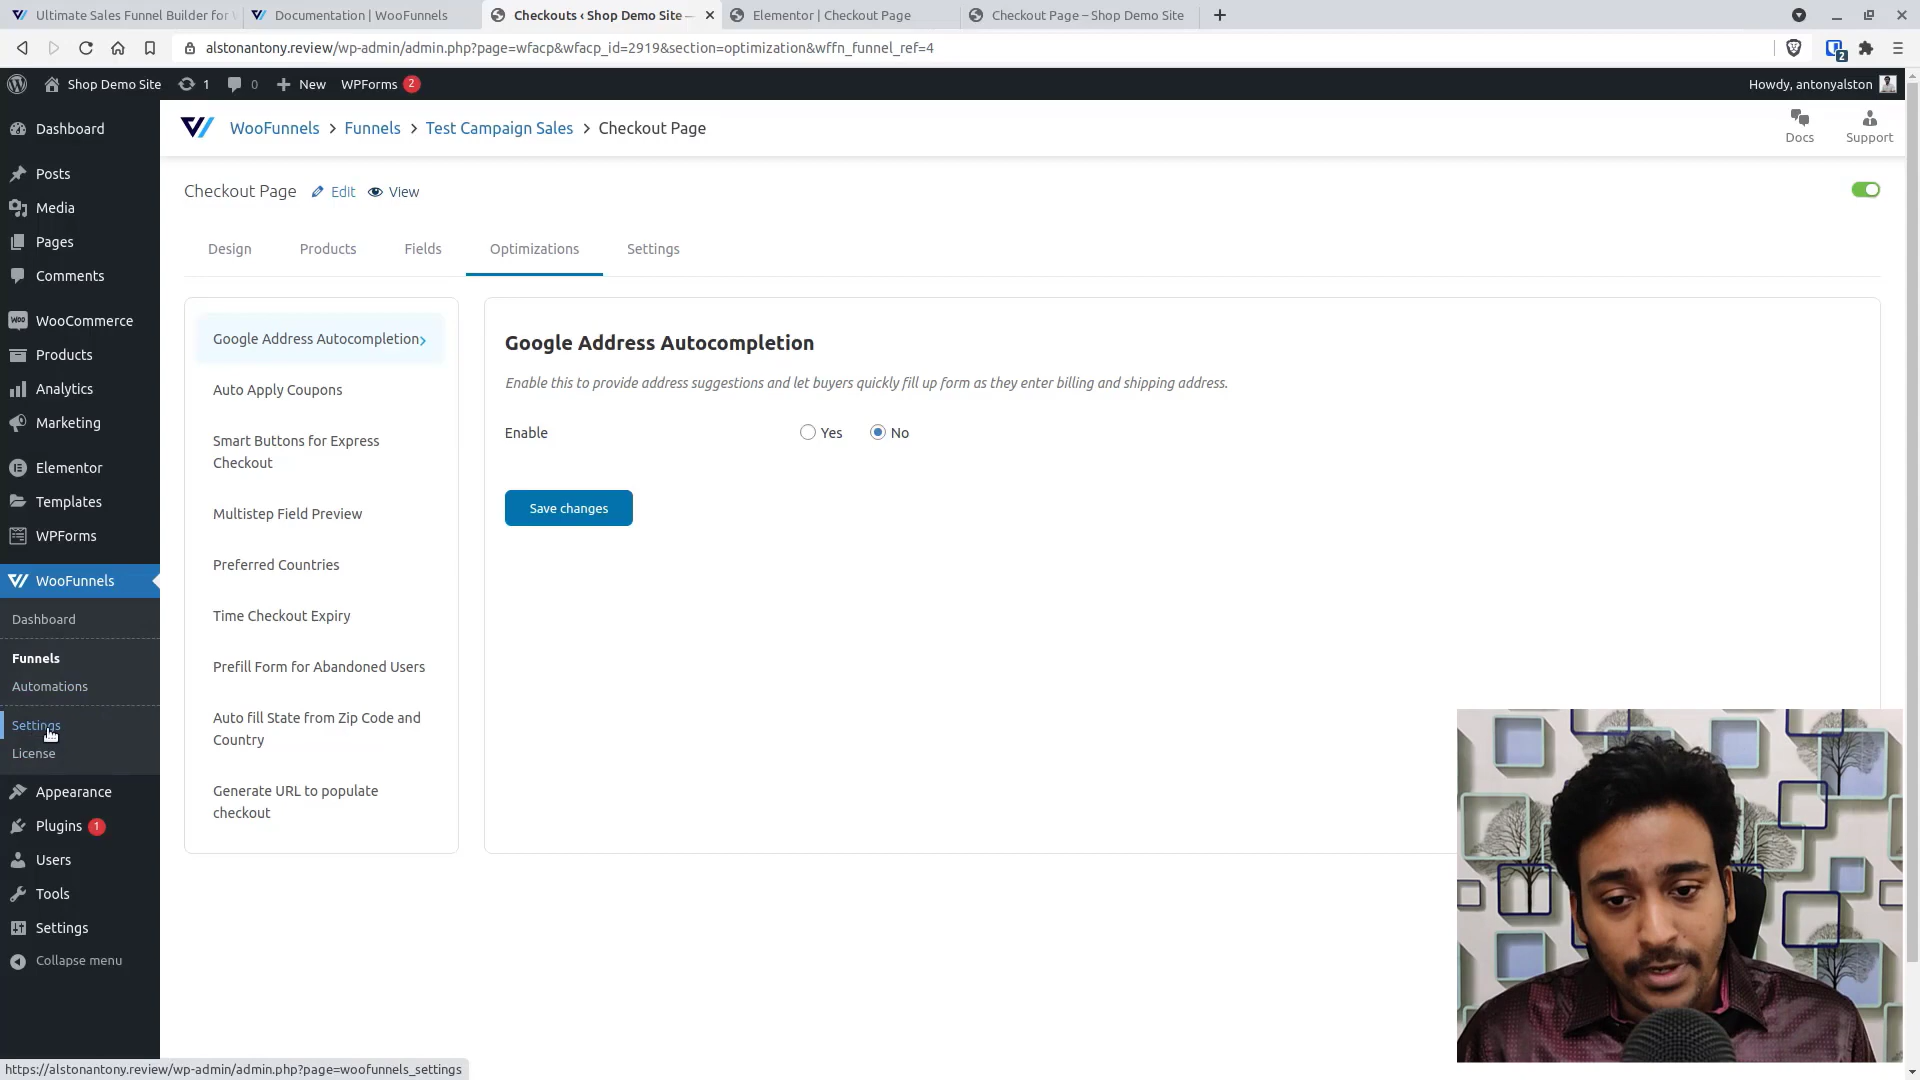 Ultimate Sales Funnel Builder for
Documentation | WooFunnels
Checkouts ‹ Shop Demo Site —
Elementor | Checkout Page
Checkout Page – Shop Demo Site
alstonantony.review/wp-admin/admin.php?page=wfacp&wfacp_id=2919&section=optimization&wffn_funnel_ref=4
2
Shop Demo Site
1
0
New
WPForms 2
Howdy, antonyalston
Dashboard
Posts
Media
Pages
Comments
WOO WooCommerce
Products
Analytics
Marketing
Elementor
Templates
WPForms
WooFunnels
Dashboard
Funnels
Automations
Settings
License
Appearance
Plugins 1
Users
Tools
Settings
Collapse menu
WooFunnels > Funnels > Test Campaign Sales > Checkout Page
Docs
Support
Checkout Page Edit View
Design
Products
Fields
Optimizations
Settings
Google Address Autocompletion
Auto Apply Coupons
Smart Buttons for Express
Checkout
Multistep Field Preview
Preferred Countries
Time Checkout Expiry
Prefill Form for Abandoned Users
Auto fill State from Zip Code and
Country
Generate URL to populate
checkout
Google Address Autocompletion
Enable this to provide address suggestions and let buyers quickly fill up form as they enter billing and shipping address.
Enable Yes No
Save changes
https://alstonantony.review/wp-admin/admin.php?page=woofunnels_settings